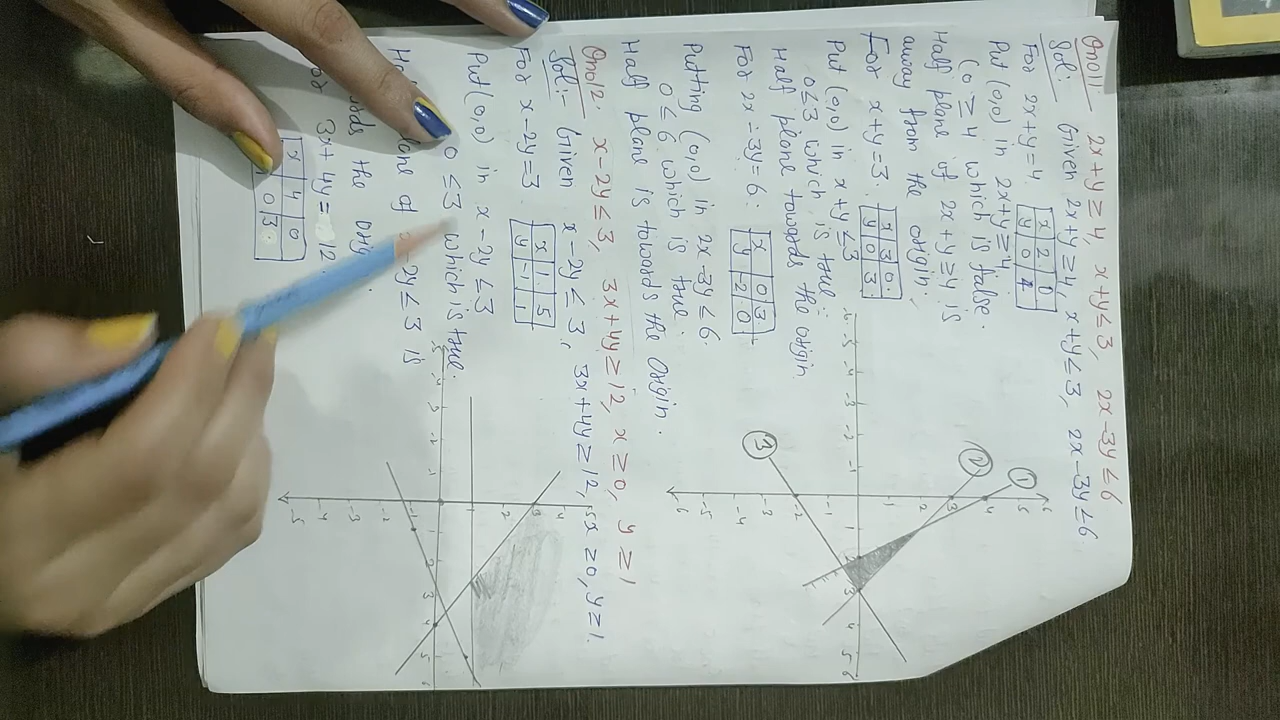 Qno11 2x+y≥4, x+y≤3, 2x-3y≤6
Sol: Given 2x+y≥4, x+y≤3, 2x-3y≤6
For 2x+y=4.
x 2 0
y 0 4
Put (0,0) in 2x+y≥4
(0≥4 which is false.
Half plane of 2x+y≥4 is
away from the origin.
For x+y=3.
x 3 0
y 0 3
Put (0,0) in x+y≤3
0≤3 which is true.
Half plane towards the origin
For 2x-3y=6.
x 0 3
y 2 0
Putting (0,0) in 2x-3y≤6.
0≤6 which is true.
Half plane is towards the origin.
Qno12: x-2y≤3, 3x+4y≥12, x≥0, y≥1
Sol:- Given x-2y≤3, 3x+4y≥12, x≥0, y≥1.
For x-2y=3
x 1 5
y -1 1
Put (0,0) in x-2y≤3
0≤3 which is true.
of -2y≤3 is
the
3x+4y=12
x 4 0
y 0 3
1
2
3